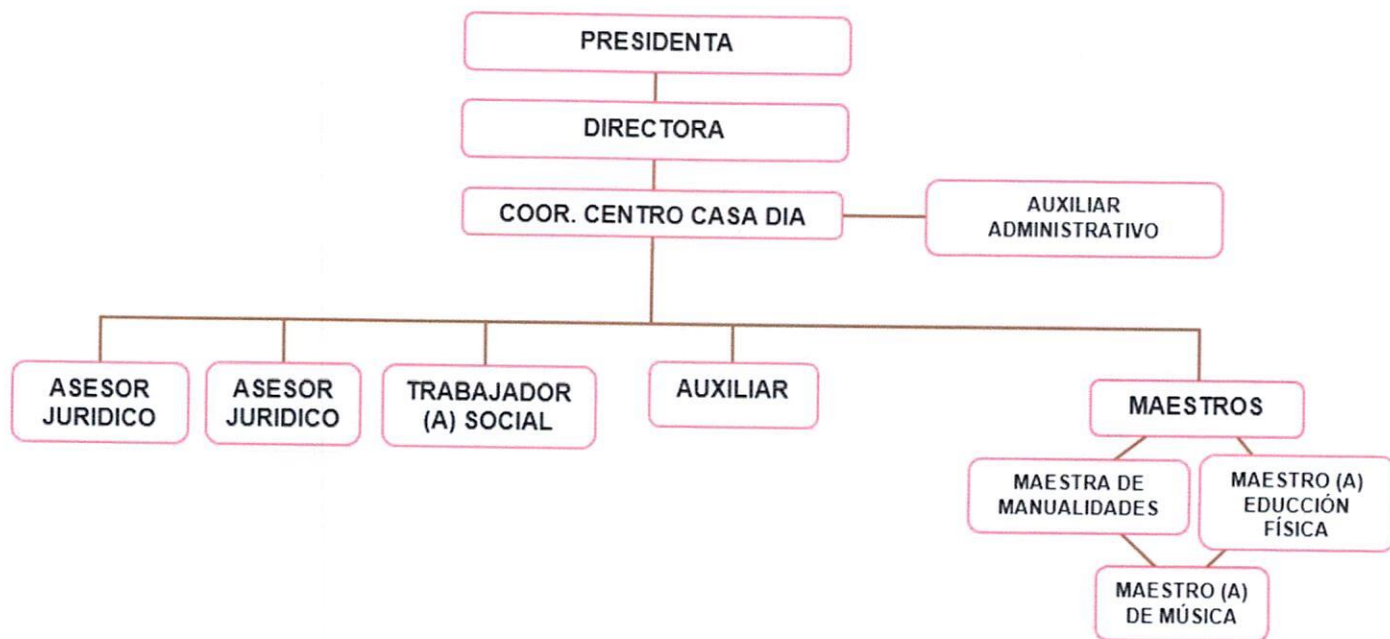 PRESIDENTA
DIRECTORA
COOR. CENTRO CASA DIA
AUXILIAR
ADMINISTRATIVO
ASESOR
JURIDICO
ASESOR
JURIDICO
TRABAJADOR
(A) SOCIAL
AUXILIAR
MAESTROS
MAESTRA DE
MANUALIDADES
MAESTRO (A)
EDUCCIÓN
FÍSICA
MAESTRO (A)
DE MÚSICA